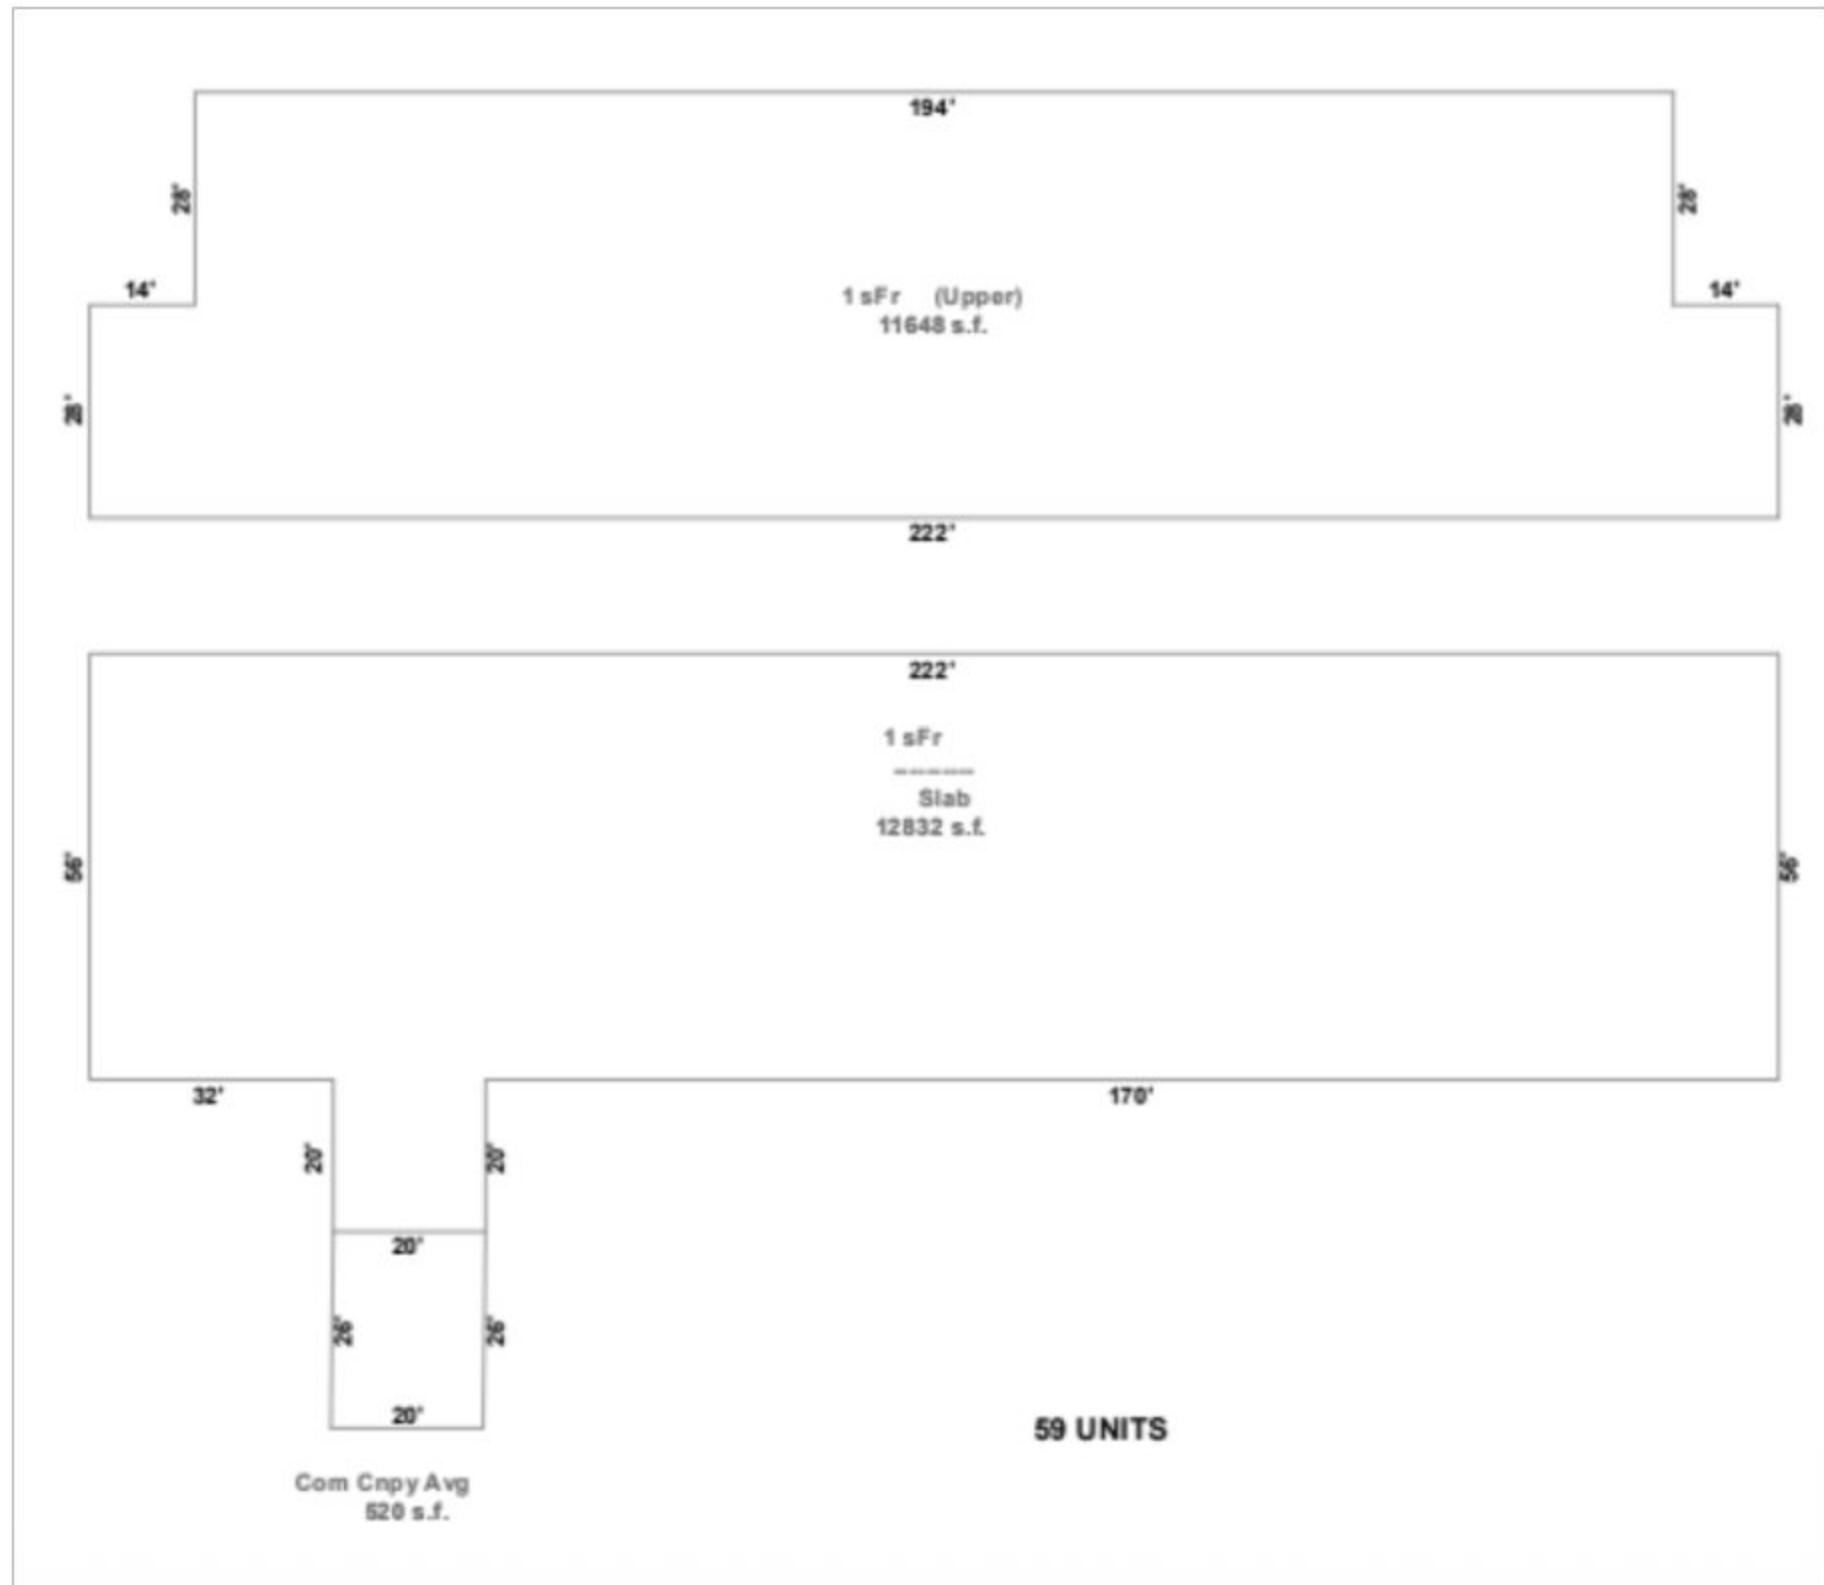 194'
28'
28'
14'
14'
1 sFr (Upper)
11648 s.f.
28'
28'
222'
222'
1 sFr
----------
Slab
12832 s.f.
56'
56'
32'
170'
20'
20'
20'
26'
26'
20'
59 UNITS
Com Cnpy Avg
520 s.f.